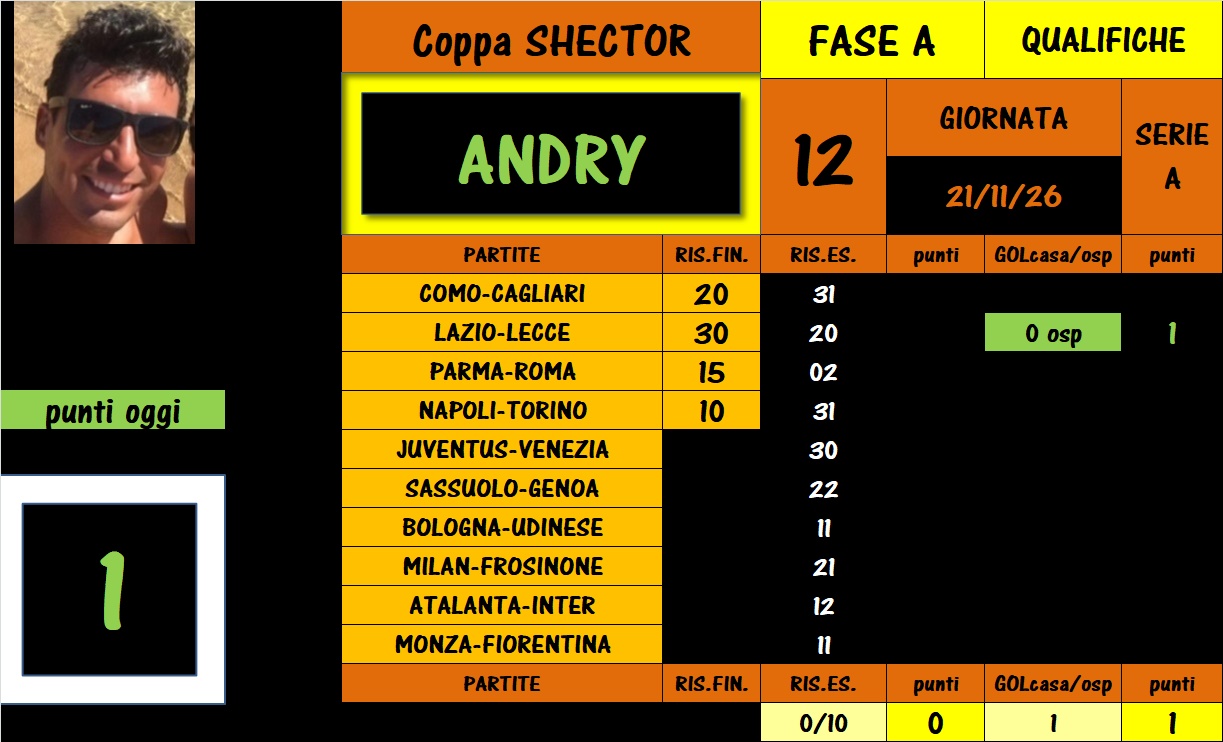 Coppa SHECTOR FASE A QUALIFICHE
ANDRY 12 GIORNATA SERIE A
21/11/26
PARTITE RIS.FIN. RIS.ES. punti GOLcasa/osp punti
COMO-CAGLIARI 20 31
LAZIO-LECCE 30 20 0 osp 1
PARMA-ROMA 15 02
NAPOLI-TORINO 10 31
JUVENTUS-VENEZIA 30
SASSUOLO-GENOA 22
BOLOGNA-UDINESE 11
MILAN-FROSINONE 21
ATALANTA-INTER 12
MONZA-FIORENTINA 11
PARTITE RIS.FIN. RIS.ES. punti GOLcasa/osp punti
0/10 0 1 1
punti oggi
1